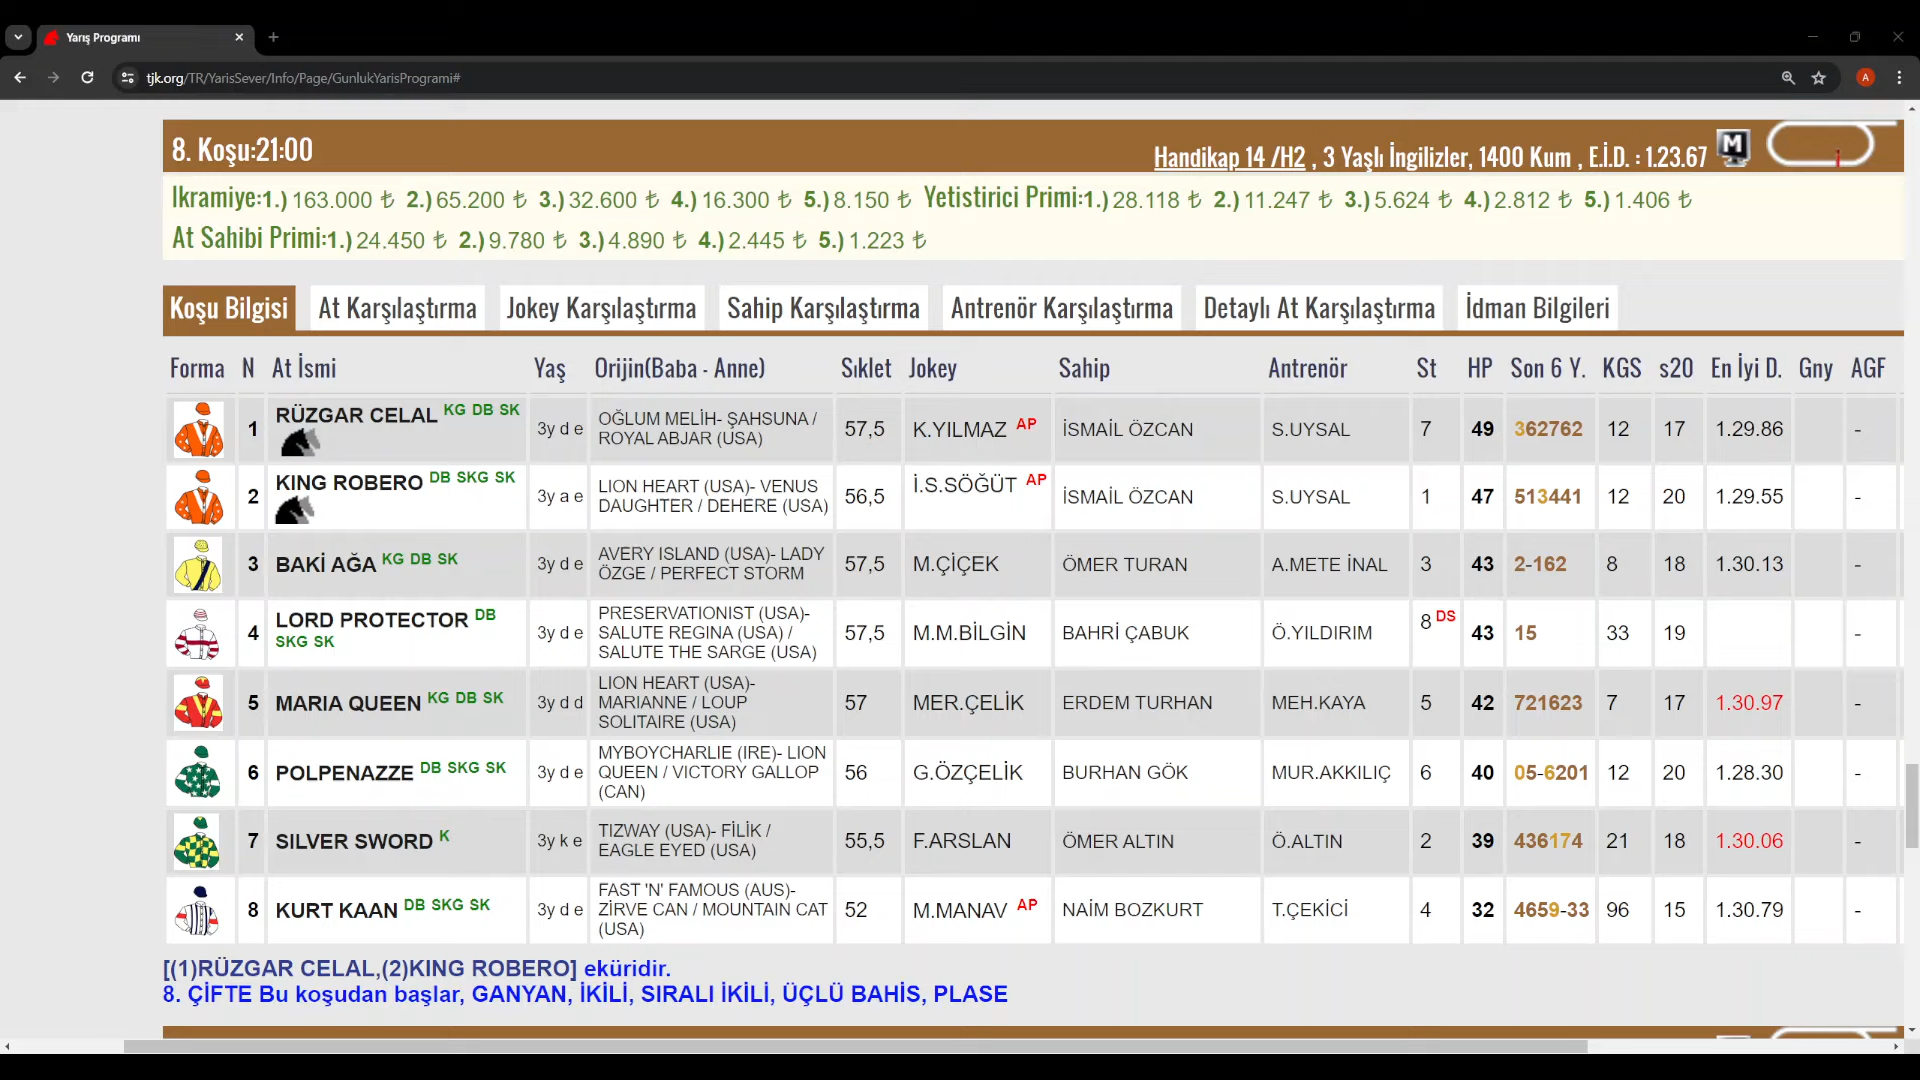 Yarış Programı
tjk.org/TR/YarisSever/Info/Page/GunlukYarisProgrami#
A
8. Koşu:21:00
Handikap 14 /H2 , 3 Yaşlı İngilizler, 1400 Kum , E.İ.D. : 1.23.67
M
Ikramiye:1.) 163.000 ₺ 2.) 65.200 ₺ 3.) 32.600 ₺ 4.) 16.300 ₺ 5.) 8.150 ₺ Yetistirici Primi:1.) 28.118 ₺ 2.) 11.247 ₺ 3.) 5.624 ₺ 4.) 2.812 ₺ 5.) 1.406 ₺
At Sahibi Primi:1.) 24.450 ₺ 2.) 9.780 ₺ 3.) 4.890 ₺ 4.) 2.445 ₺ 5.) 1.223 ₺
Koşu Bilgisi At Karşılaştırma Jokey Karşılaştırma Sahip Karşılaştırma Antrenör Karşılaştırma Detaylı At Karşılaştırma İdman Bilgileri
Forma N At İsmi Yaş Orijin(Baba - Anne) Sıklet Jokey Sahip Antrenör St HP Son 6 Y. KGS s20 En İyi D. Gny AGF
1 RÜZGAR CELAL KG DB SK 3y d e OĞLUM MELİH- ŞAHSUNA / ROYAL ABJAR (USA) 57,5 K.YILMAZ AP İSMAİL ÖZCAN S.UYSAL 7 49 362762 12 17 1.29.86 -
2 KING ROBERO DB SKG SK 3y a e LION HEART (USA)- VENUS DAUGHTER / DEHERE (USA) 56,5 İ.S.SÖĞÜT AP İSMAİL ÖZCAN S.UYSAL 1 47 513441 12 20 1.29.55 -
3 BAKİ AĞA KG DB SK 3y d e AVERY ISLAND (USA)- LADY ÖZGE / PERFECT STORM 57,5 M.ÇİÇEK ÖMER TURAN A.METE İNAL 3 43 2-162 8 18 1.30.13 -
4 LORD PROTECTOR DB SKG SK 3y d e PRESERVATIONIST (USA)- SALUTE REGINA (USA) / SALUTE THE SARGE (USA) 57,5 M.M.BİLGİN BAHRİ ÇABUK Ö.YILDIRIM 8 DS 43 15 33 19 -
5 MARIA QUEEN KG DB SK 3y d d LION HEART (USA)- MARIANNE / LOUP SOLITAIRE (USA) 57 MER.ÇELİK ERDEM TURHAN MEH.KAYA 5 42 721623 7 17 1.30.97 -
6 POLPENAZZE DB SKG SK 3y d e MYBOYCHARLIE (IRE)- LION QUEEN / VICTORY GALLOP (CAN) 56 G.ÖZÇELİK BURHAN GÖK MUR.AKKILIÇ 6 40 05-6201 12 20 1.28.30 -
7 SILVER SWORD K 3y k e TIZWAY (USA)- FİLİK / EAGLE EYED (USA) 55,5 F.ARSLAN ÖMER ALTIN Ö.ALTIN 2 39 436174 21 18 1.30.06 -
8 KURT KAAN DB SKG SK 3y d e FAST 'N' FAMOUS (AUS)- ZİRVE CAN / MOUNTAIN CAT (USA) 52 M.MANAV AP NAİM BOZKURT T.ÇEKİCİ 4 32 4659-33 96 15 1.30.79 -
[(1)RÜZGAR CELAL,(2)KING ROBERO] eküridir.
8. ÇİFTE Bu koşudan başlar, GANYAN, İKİLİ, SIRALI İKİLİ, ÜÇLÜ BAHİS, PLASE